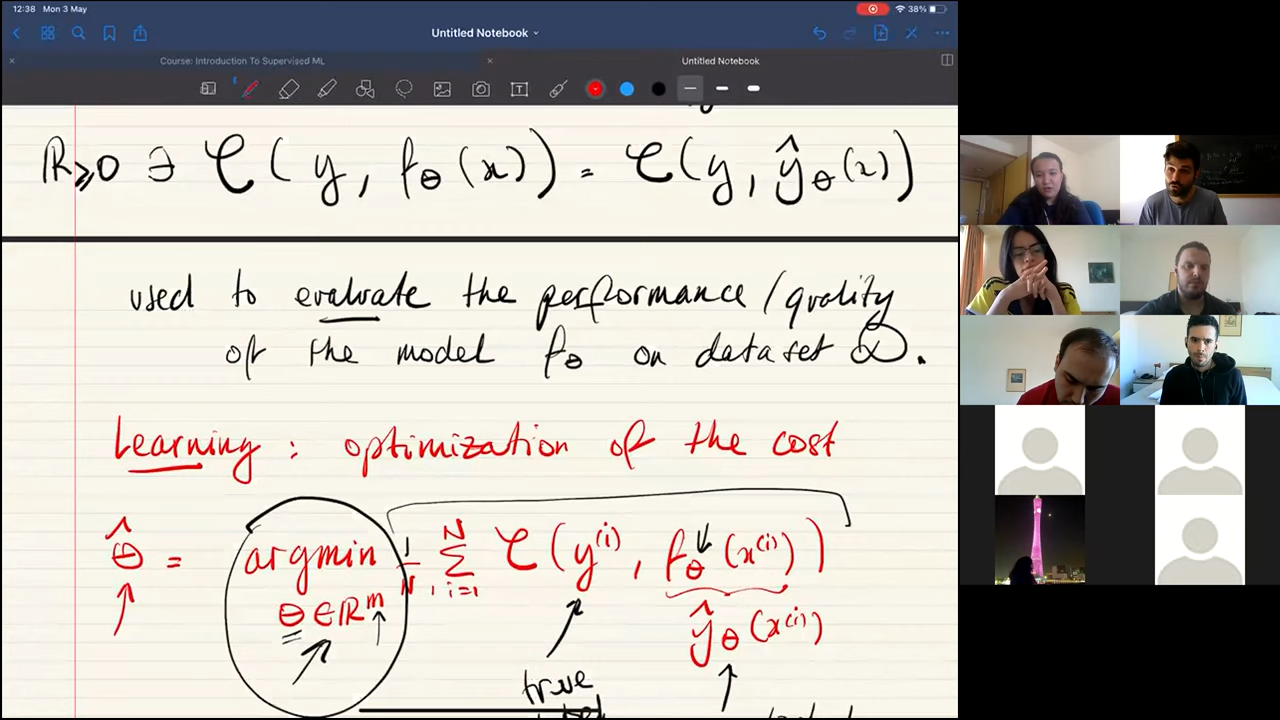 12:38 Mon 3 May
38%
Untitled Notebook
Course: Introduction To Supervised ML
Untitled Notebook
ℝ≥0 ∋ 𝒞(y, fθ(x)) = 𝒞(y, ŷθ(x))
used to evaluate the performance/quality
of the model fθ on dataset 𝒟.
Learning : optimization of the cost
θ̂ = argmin 1/N Σ 𝒞(y⁽ⁱ⁾, fθ(x⁽ⁱ⁾))
N
i=1
θ ∈ ℝᵐ
ŷθ(x⁽ⁱ⁾)
true